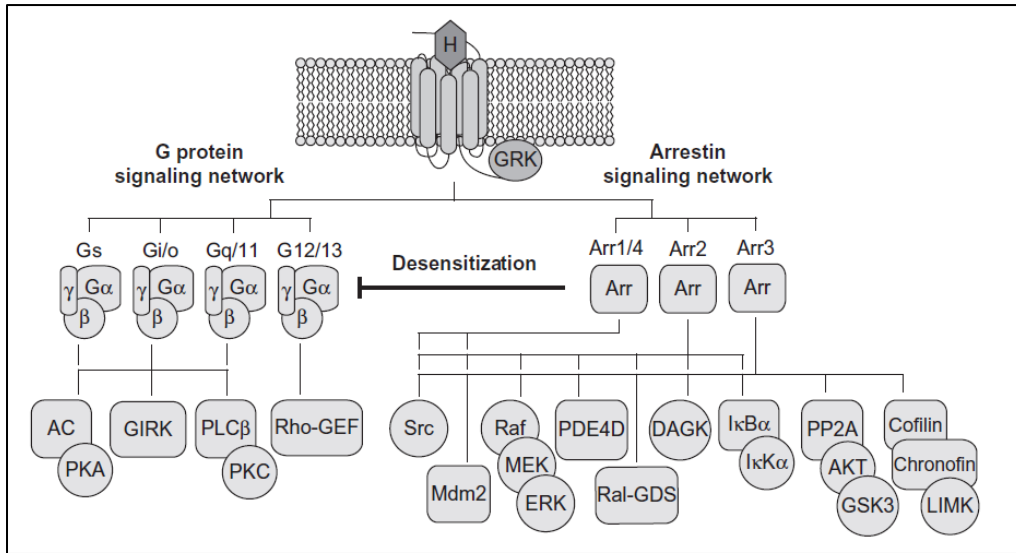 H
GRK
G protein
signaling network
Arrestin
signaling network
Gs Gi/o Gq/11 G12/13
Arr1/4 Arr2 Arr3
Desensitization
γ Gα γ Gα γ Gα γ Gα
β β β β
Arr Arr Arr
AC GIRK PLCβ Rho-GEF
PKA PKC
Src Raf PDE4D DAGK IκBα PP2A Cofilin
MEK IκKα AKT Chronofin
Mdm2 ERK Ral-GDS GSK3 LIMK